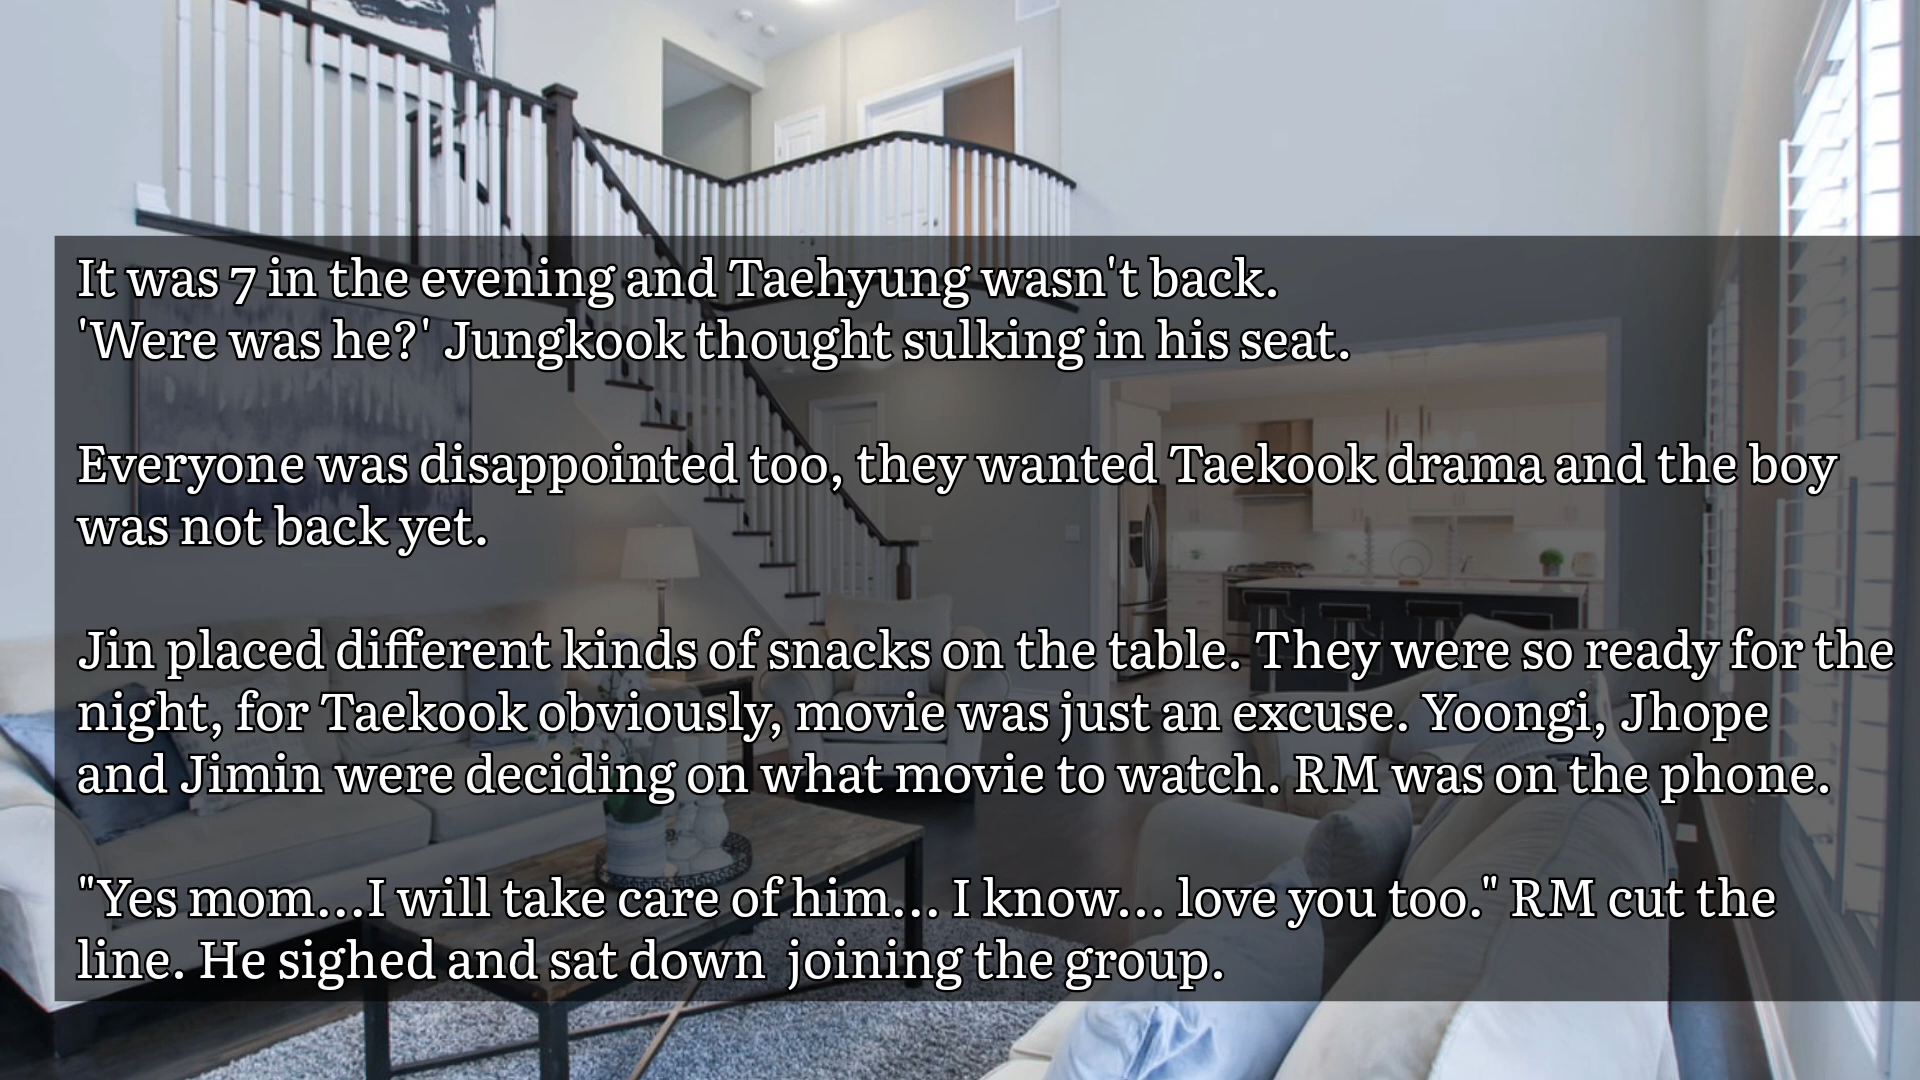 It was 7 in the evening and Taehyung wasn't back.
'Were was he?' Jungkook thought sulking in his seat.
Everyone was disappointed too, they wanted Taekook drama and the boy
was not back yet.
Jin placed different kinds of snacks on the table. They were so ready for the
night, for Taekook obviously, movie was just an excuse. Yoongi, Jhope
and Jimin were deciding on what movie to watch. RM was on the phone.
"Yes mom...I will take care of him... I know... love you too." RM cut the
line. He sighed and sat down  joining the group.